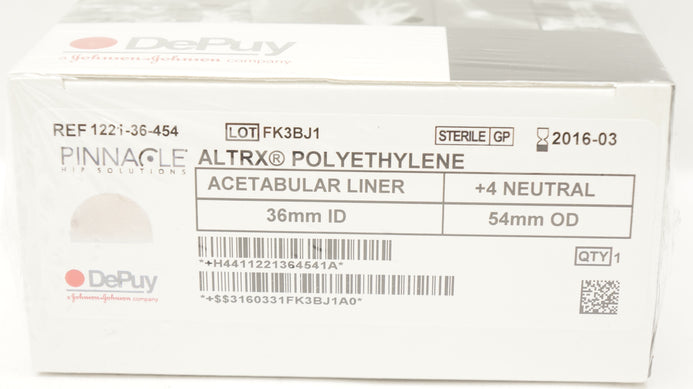 DePuy
a Johnson & Johnson company
REF 1221-36-454
LOT FK3BJ1
STERILE GP
2016-03
PINNACLE
HIP SOLUTIONS
ALTRX® POLYETHYLENE
ACETABULAR LINER
+4 NEUTRAL
36mm ID
54mm OD
*+H4411221364541A*
QTY 1
DePuy
a Johnson & Johnson company
*+$$3160331FK3BJ1A0*